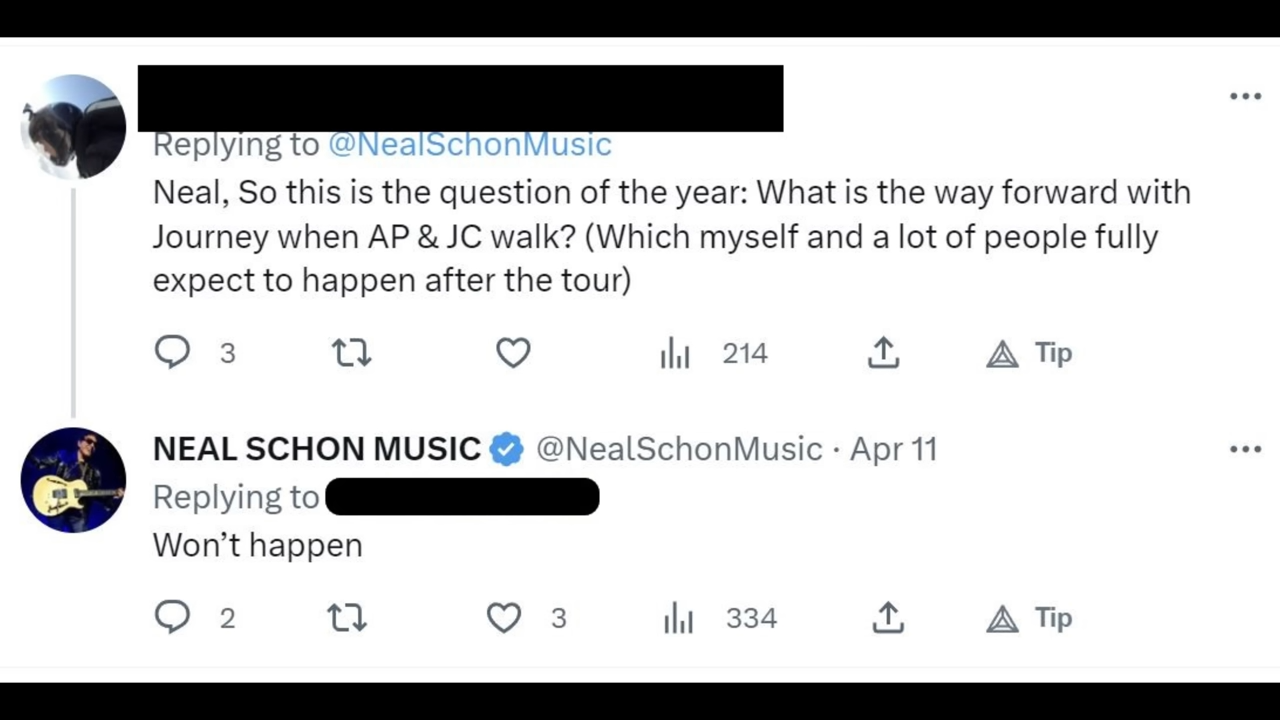 Replying to @NealSchonMusic
Neal, So this is the question of the year: What is the way forward with
Journey when AP & JC walk? (Which myself and a lot of people fully
expect to happen after the tour)
3 214 Tip
NEAL SCHON MUSIC @NealSchonMusic · Apr 11
Replying to
Won’t happen
2 3 334 Tip